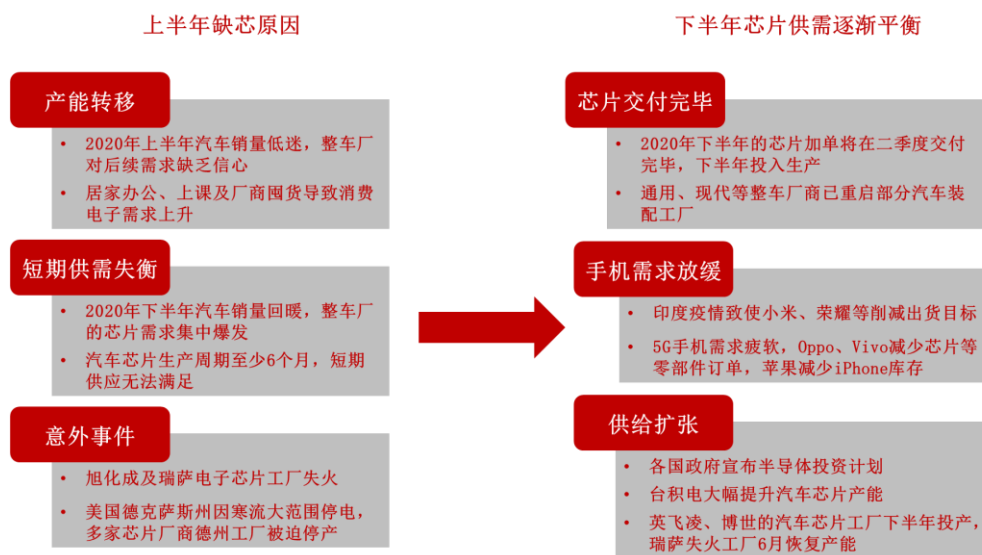 上半年缺芯原因
产能转移
• 2020年上半年汽车销量低迷，整车厂
对后续需求缺乏信心
• 居家办公、上课及厂商囤货导致消费
电子需求上升
短期供需失衡
• 2020年下半年汽车销量回暖，整车厂
的芯片需求集中爆发
• 汽车芯片生产周期至少6个月，短期
供应无法满足
意外事件
• 旭化成及瑞萨电子芯片工厂失火
• 美国德克萨斯州因寒流大范围停电，
多家芯片厂商德州工厂被迫停产
下半年芯片供需逐渐平衡
芯片交付完毕
• 2020年下半年的芯片加单将在二季度交付
完毕，下半年投入生产
• 通用、现代等整车厂商已重启部分汽车装
配工厂
手机需求放缓
• 印度疫情致使小米、荣耀等削减出货目标
• 5G手机需求疲软，Oppo、Vivo减少芯片等
零部件订单，苹果减少iPhone库存
供给扩张
• 各国政府宣布半导体投资计划
• 台积电大幅提升汽车芯片产能
• 英飞凌、博世的汽车芯片工厂下半年投产，
瑞萨失火工厂6月恢复产能